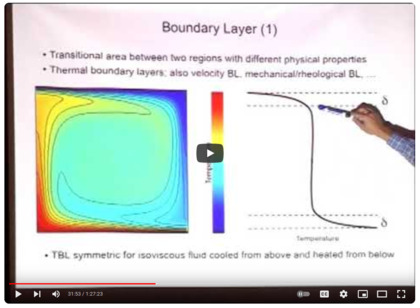 Boundary Layer (1)
• Transitional area between two regions with different physical properties
• Thermal boundary layers; also velocity BL, mechanical/rheological BL, ....
δ
δ
Temperature
• TBL symmetric for isoviscous fluid cooled from above and heated from below
31:53 / 1:27:23